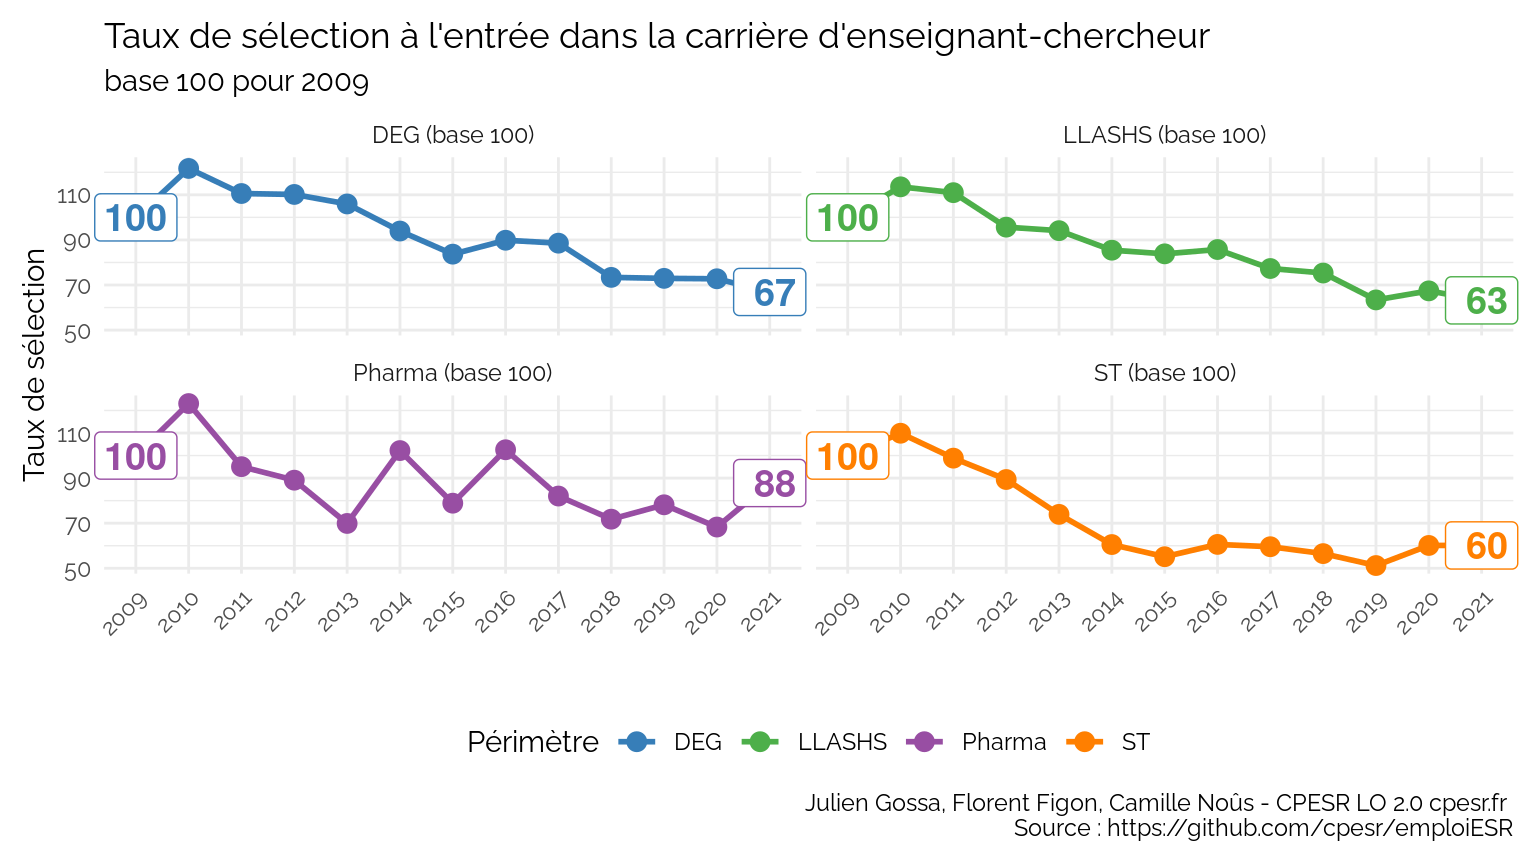 Taux de sélection à l'entrée dans la carrière d'enseignant-chercheur
base 100 pour 2009
DEG (base 100)
LLASHS (base 100)
110
90
70
50
100
67
100
63
Pharma (base 100)
ST (base 100)
Taux de sélection
110
90
70
50
100
88
100
60
2009 2010 2011 2012 2013 2014 2015 2016 2017 2018 2019 2020 2021
2009 2010 2011 2012 2013 2014 2015 2016 2017 2018 2019 2020 2021
Périmètre DEG LLASHS Pharma ST
Julien Gossa, Florent Figon, Camille Noûs - CPESR LO 2.0 cpesr.fr
Source : https://github.com/cpesr/emploiESR